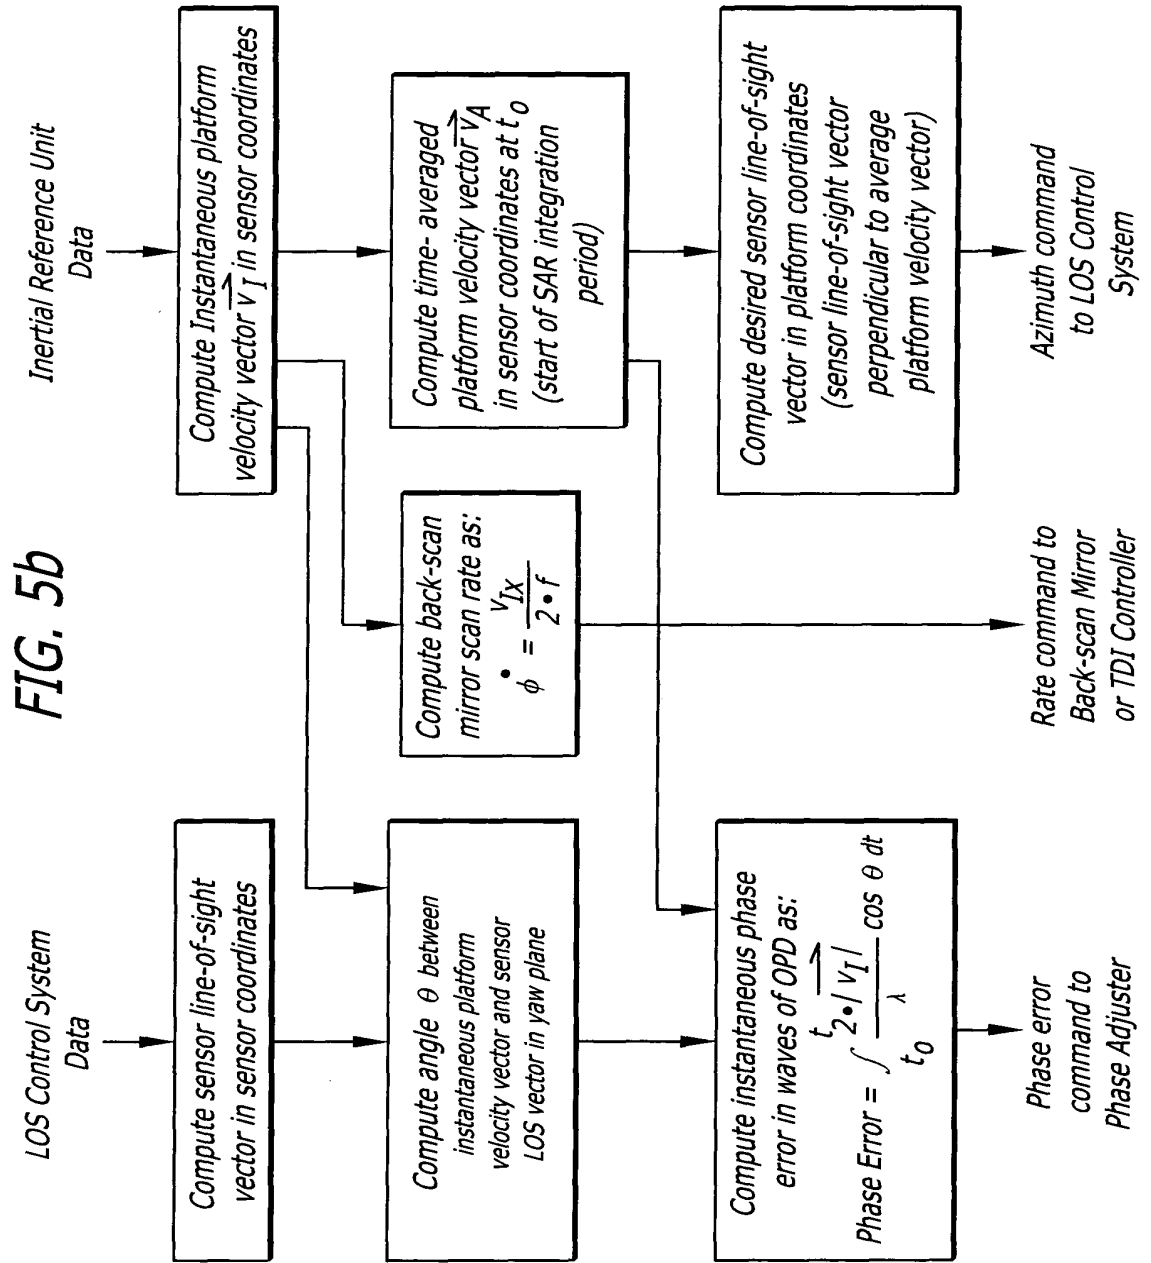 FIG. 5b
LOS Control System
Data
Inertial Reference Unit
Data
Compute sensor line-of-sight
vector in sensor coordinates
Compute Instantaneous platform
velocity vector v⃗_I in sensor coordinates
Compute angle θ between
instantaneous platform
velocity vector and sensor
LOS vector in yaw plane
Compute back-scan
mirror scan rate as:
φ̇ = v_Ix / 2•f
Compute time- averaged
platform velocity vector v⃗_A
in sensor coordinates at t_o
(start of SAR integration
period)
Compute instantaneous phase
error in waves of OPD as:
Phase Error = ∫_{t_o}^{t} 2•|v⃗_I| / λ cos θ dt
Compute desired sensor line-of-sight
vector in platform coordinates
(sensor line-of-sight vector
perpendicular to average
platform velocity vector)
Phase error
command to
Phase Adjuster
Rate command to
Back-scan Mirror
or TDI Controller
Azimuth command
to LOS Control
System